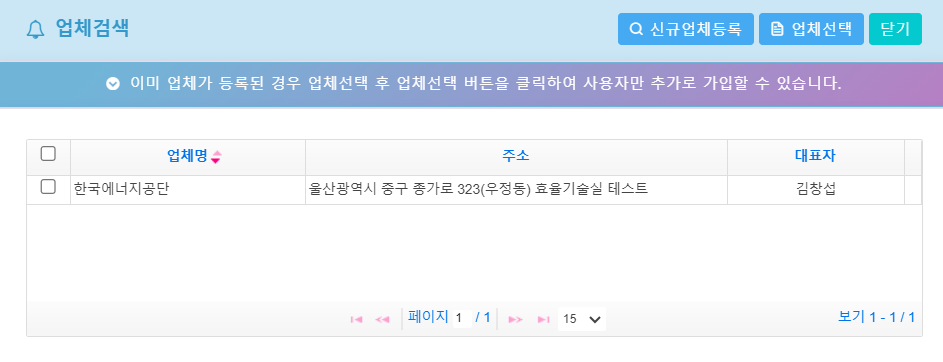 업체검색
신규업체등록 업체선택 닫기
이미 업체가 등록된 경우 업체선택 후 업체선택 버튼을 클릭하여 사용자만 추가로 가입할 수 있습니다.
업체명 주소 대표자
한국에너지공단 울산광역시 중구 종가로 323(우정동) 효율기술실 테스트 김창섭
페이지 1 / 1 15 보기 1 - 1 / 1